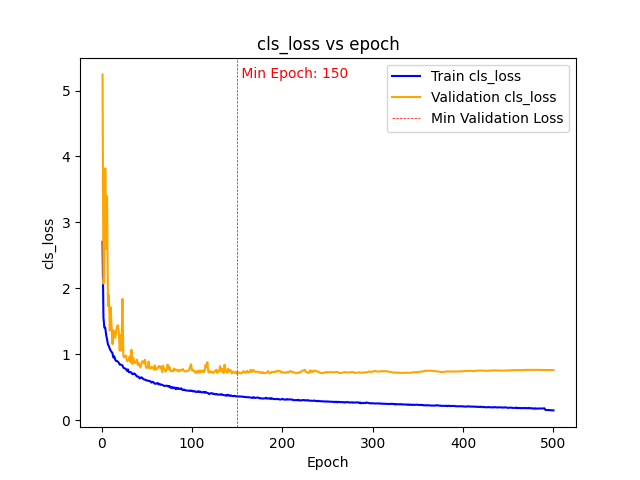 cls_loss vs epoch
Min Epoch: 150
Train cls_loss
Validation cls_loss
Min Validation Loss
cls_loss
5
4
3
2
1
0
0 100 200 300 400 500
Epoch